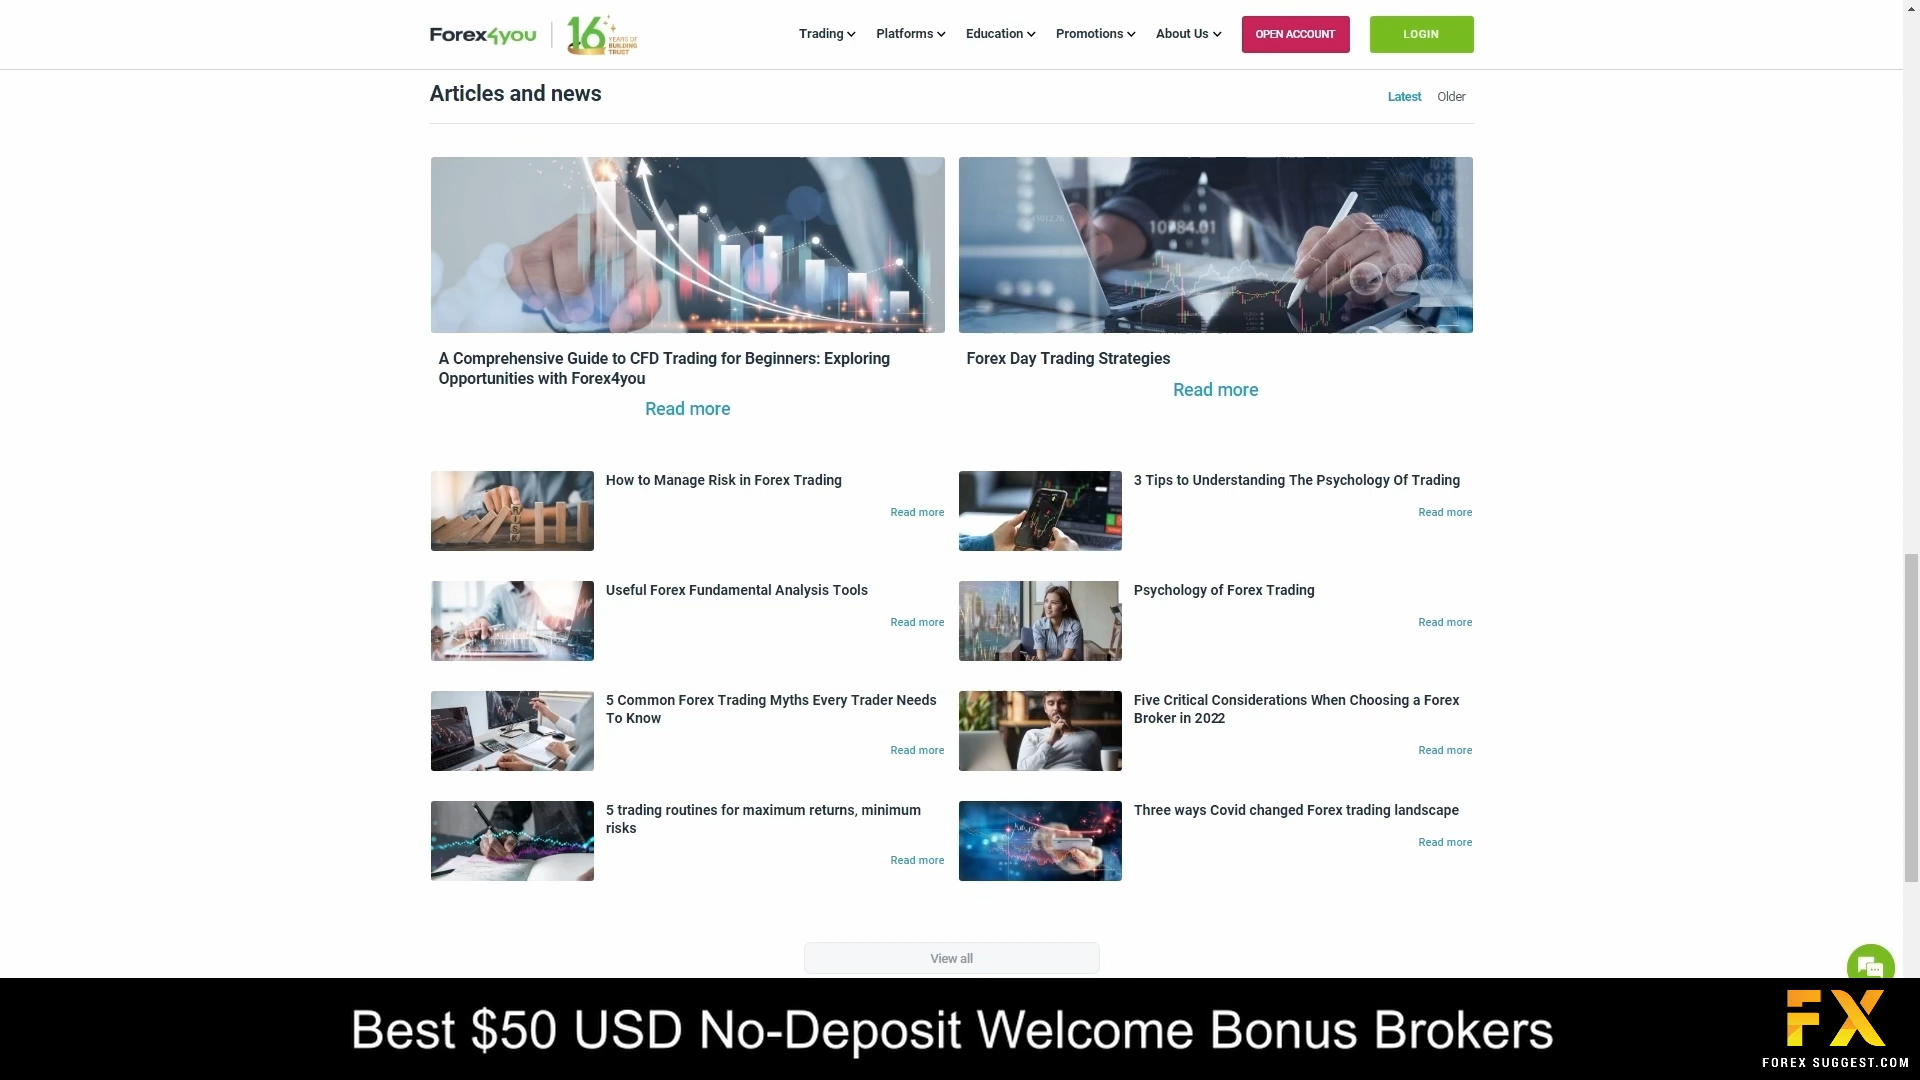 Forex4you
16 YEARS OF
BUILDING
TRUST
Trading
Platforms
Education
Promotions
About Us
OPEN ACCOUNT
LOGIN
Articles and news
Latest
Older
10784.01
A Comprehensive Guide to CFD Trading for Beginners: Exploring
Opportunities with Forex4you
Read more
Forex Day Trading Strategies
Read more
RISK
How to Manage Risk in Forex Trading
Read more
3 Tips to Understanding The Psychology Of Trading
Read more
Useful Forex Fundamental Analysis Tools
Read more
Psychology of Forex Trading
Read more
5 Common Forex Trading Myths Every Trader Needs
To Know
Read more
Five Critical Considerations When Choosing a Forex
Broker in 2022
Read more
5 trading routines for maximum returns, minimum
risks
Read more
Three ways Covid changed Forex trading landscape
Read more
View all
Best $50 USD No-Deposit Welcome Bonus Brokers
FX
FOREX SUGGEST.COM